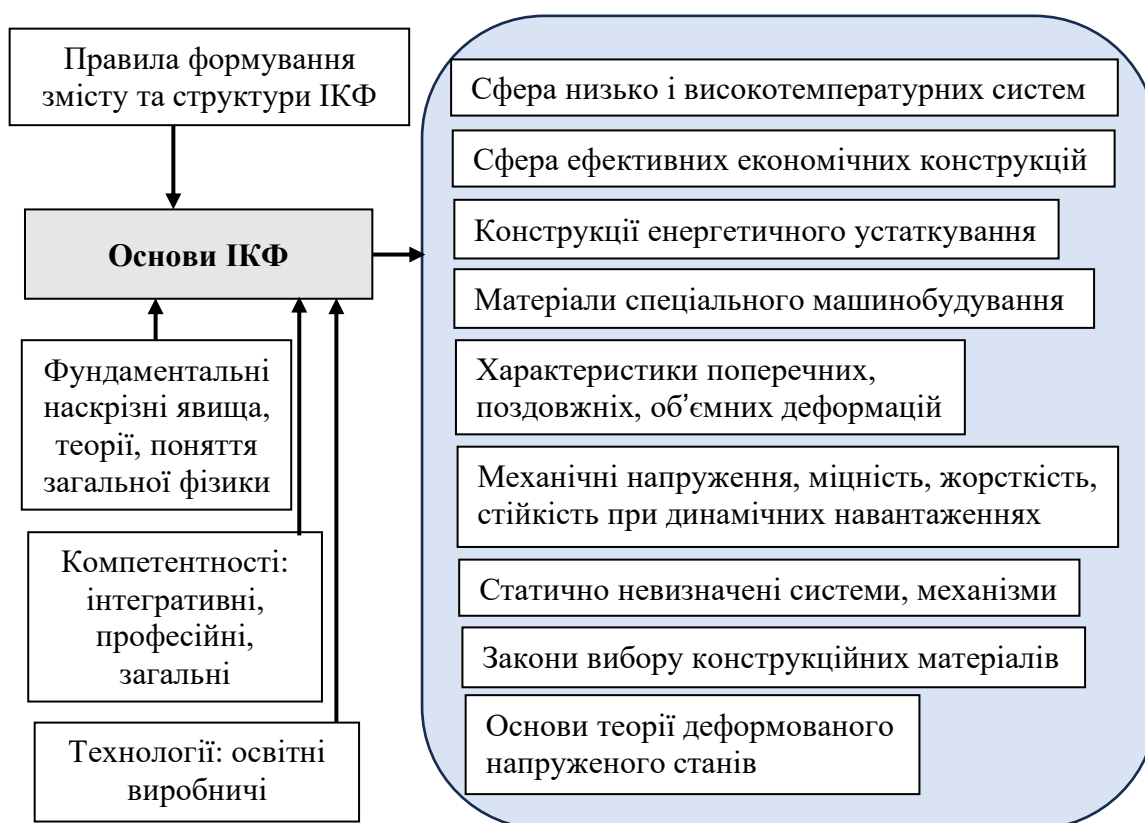 Правила формування
змісту та структури ІКФ
Основи ІКФ
Фундаментальні
наскрізні явища,
теорії, поняття
загальної фізики
Компетентності:
інтегративні,
професійні,
загальні
Технології: освітні
виробничі
Сфера низько і високотемпературних систем
Сфера ефективних економічних конструкцій
Конструкції енергетичного устаткування
Матеріали спеціального машинобудування
Характеристики поперечних,
поздовжніх, об’ємних деформацій
Механічні напруження, міцність, жорсткість,
стійкість при динамічних навантаженнях
Статично невизначені системи, механізми
Закони вибору конструкційних матеріалів
Основи теорії деформованого
напруженого станів